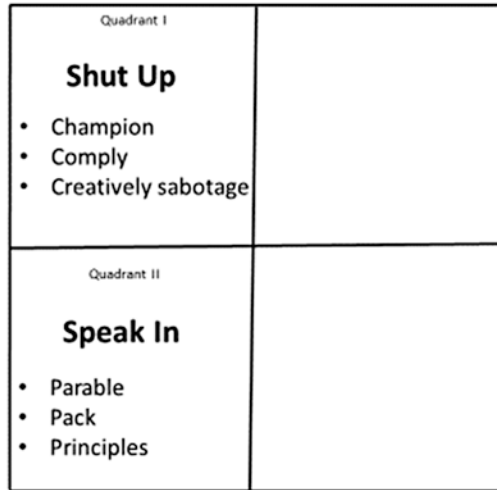 Quadrant I
Shut Up
• Champion
• Comply
• Creatively sabotage
Quadrant II
Speak In
• Parable
• Pack
• Principles